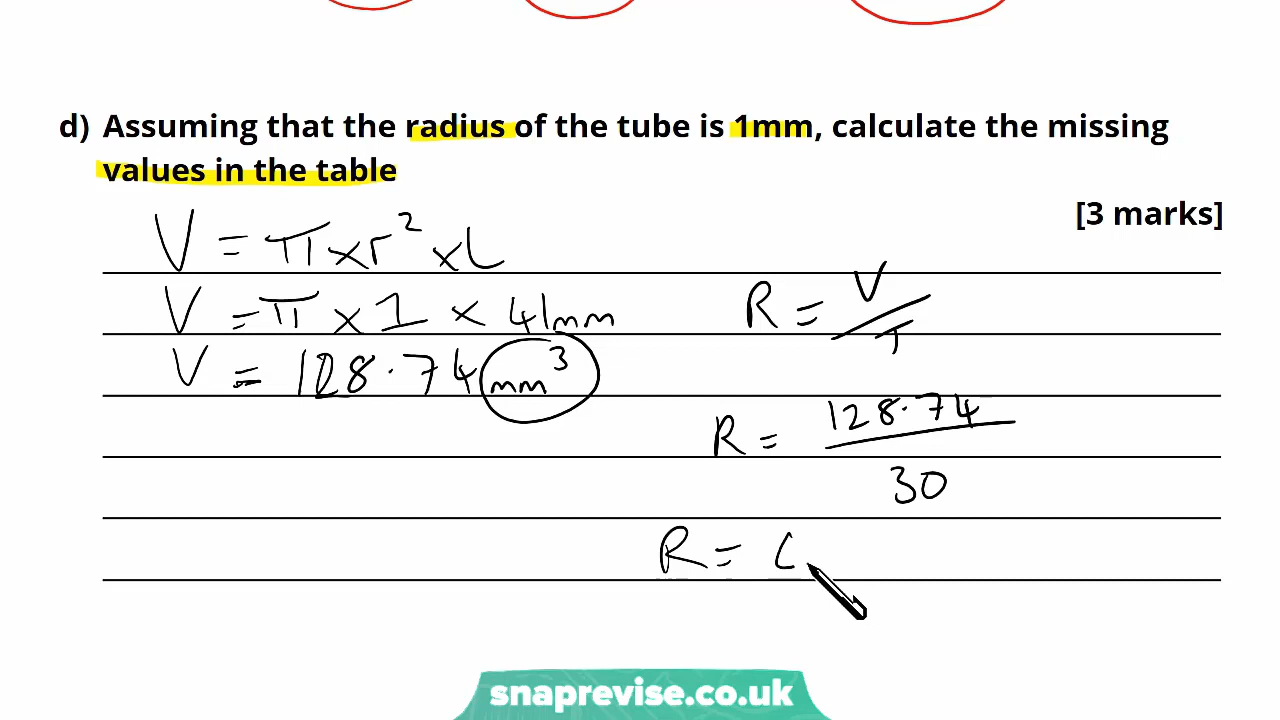 d) Assuming that the radius of the tube is 1mm, calculate the missing
values in the table
[3 marks]
V = π × r² × L
V = π × 1 × 41mm
V = 128.74 mm³
R = V/T
R = 128.74/30
R =
snaprevise.co.uk